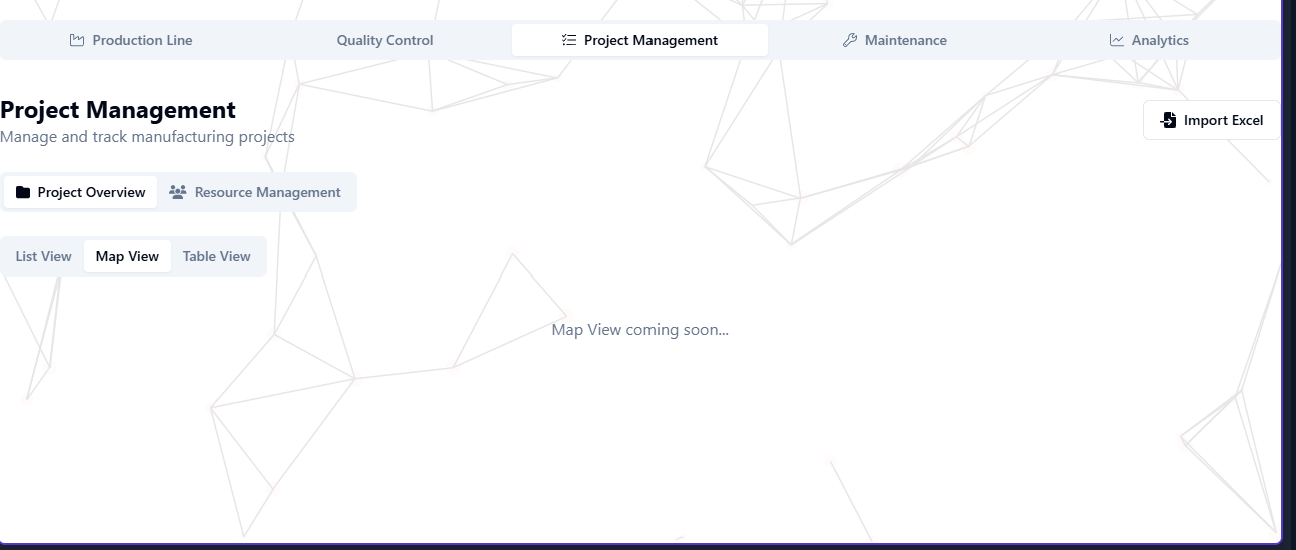 Production Line Quality Control Project Management Maintenance Analytics
Project Management
Manage and track manufacturing projects
Import Excel
Project Overview Resource Management
List View Map View Table View
Map View coming soon...